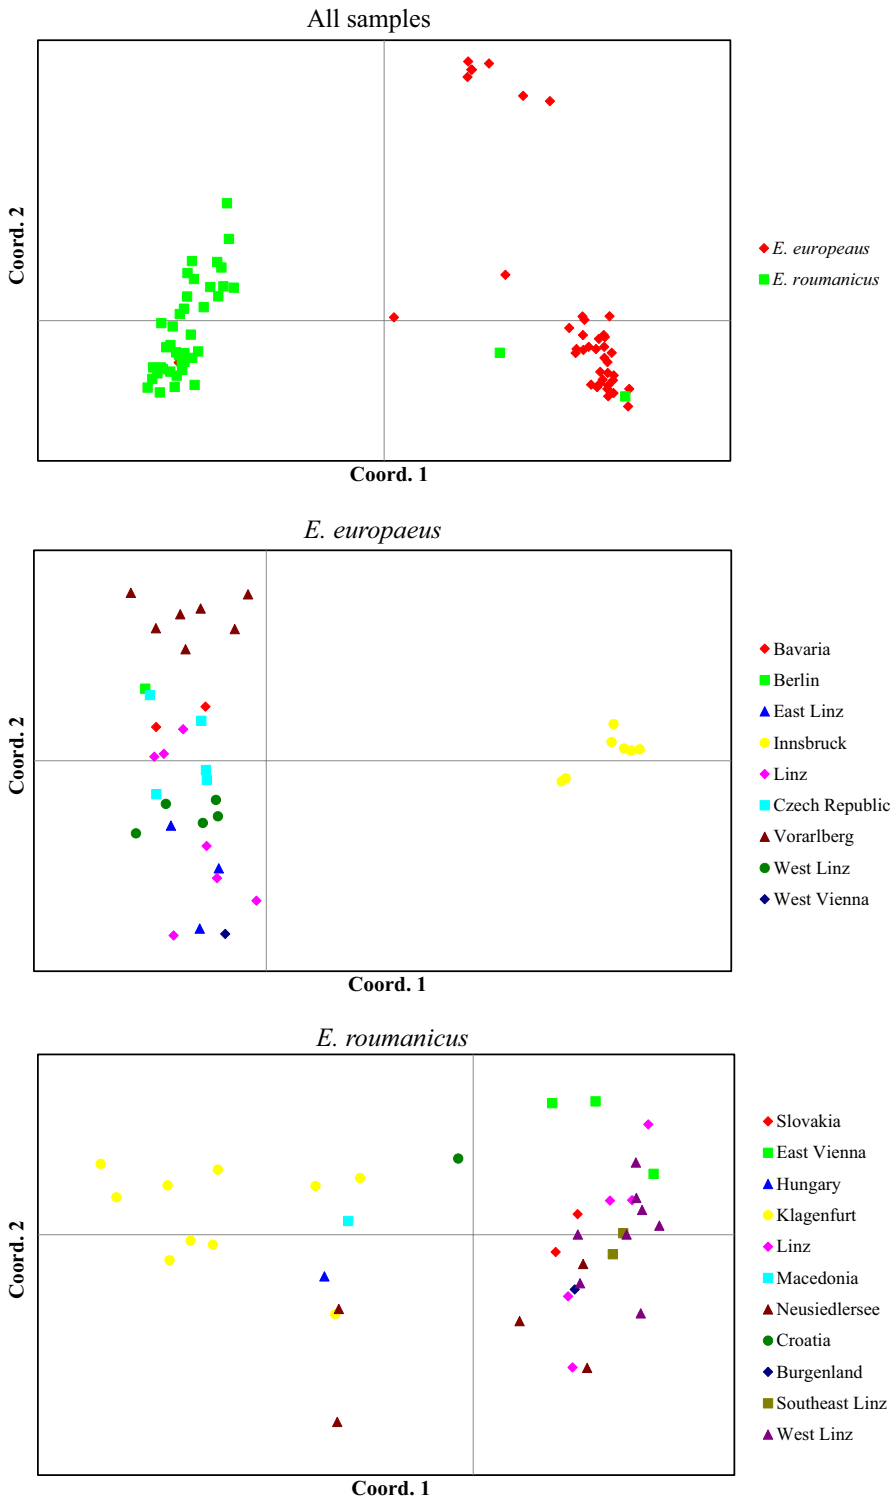 All samples
Coord. 2
E. europeaus
E. roumanicus
Coord. 1
E. europaeus
Coord. 2
Bavaria
Berlin
East Linz
Innsbruck
Linz
Czech Republic
Vorarlberg
West Linz
West Vienna
Coord. 1
E. roumanicus
Coord. 2
Slovakia
East Vienna
Hungary
Klagenfurt
Linz
Macedonia
Neusiedlersee
Croatia
Burgenland
Southeast Linz
West Linz
Coord. 1